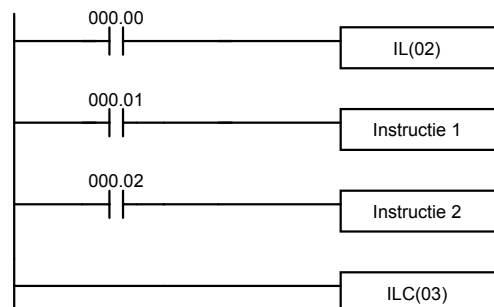 000.00
IL(02)
000.01
Instructie 1
000.02
Instructie 2
ILC(03)